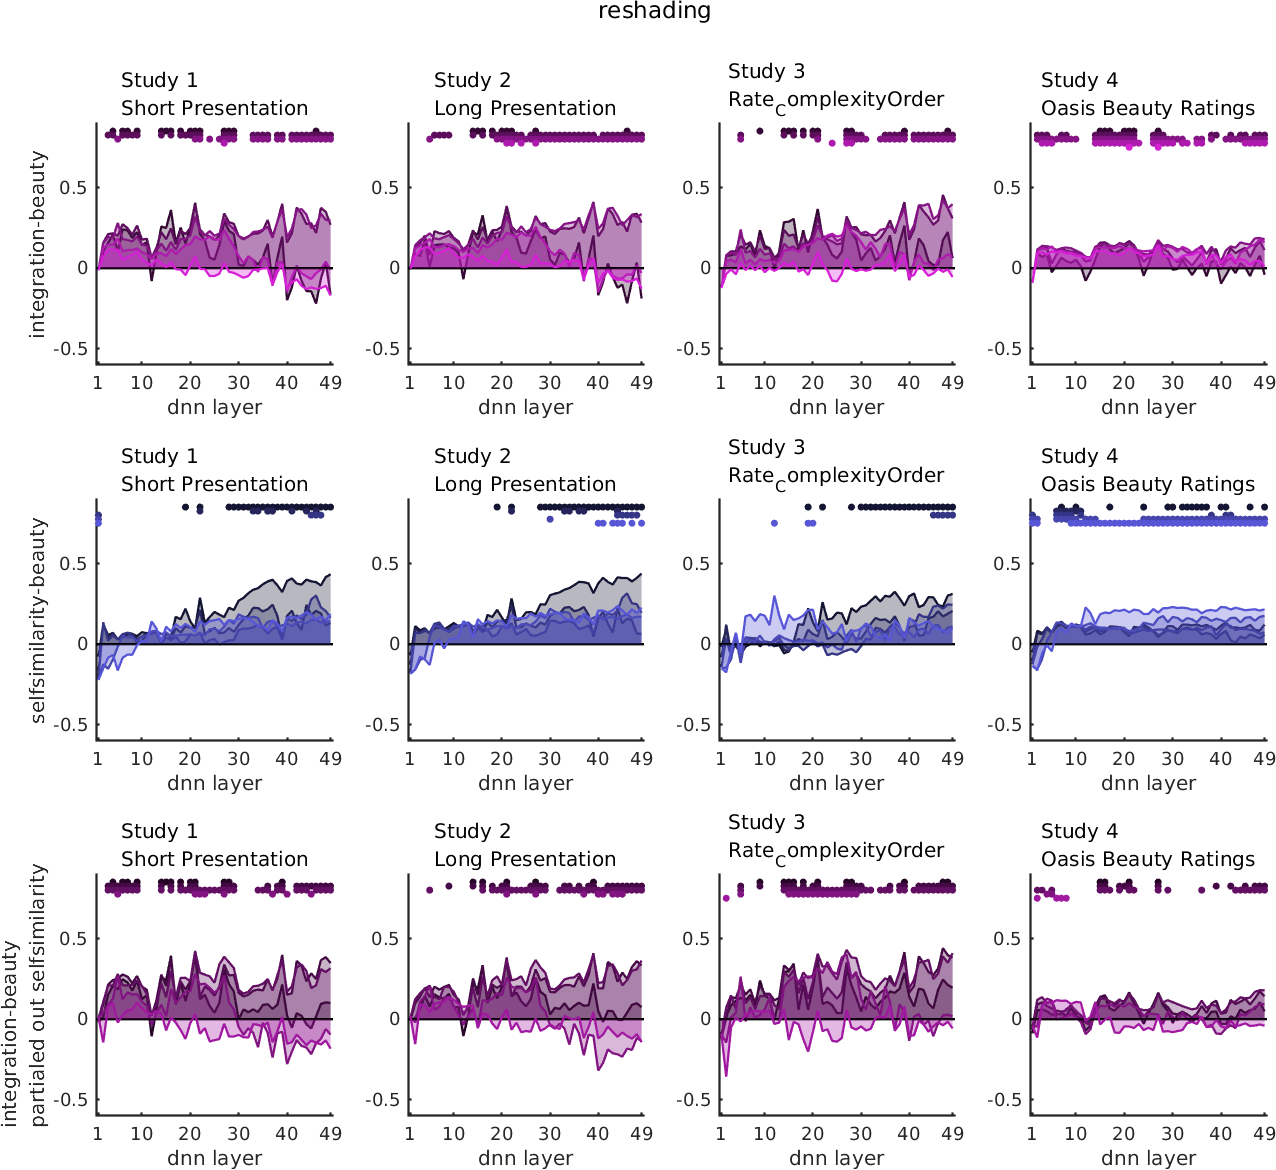 reshading
Study 1
Short Presentation
Study 2
Long Presentation
Study 3
Rate_ComplexityOrder
Study 4
Oasis Beauty Ratings
integration-beauty
0.5
0
-0.5
1 10 20 30 40 49
dnn layer
0.5
0
-0.5
1 10 20 30 40 49
dnn layer
0.5
0
-0.5
1 10 20 30 40 49
dnn layer
0.5
0
-0.5
1 10 20 30 40 49
dnn layer
Study 1
Short Presentation
Study 2
Long Presentation
Study 3
Rate_ComplexityOrder
Study 4
Oasis Beauty Ratings
selfsimilarity-beauty
0.5
0
-0.5
1 10 20 30 40 49
dnn layer
0.5
0
-0.5
1 10 20 30 40 49
dnn layer
0.5
0
-0.5
1 10 20 30 40 49
dnn layer
0.5
0
-0.5
1 10 20 30 40 49
dnn layer
Study 1
Short Presentation
Study 2
Long Presentation
Study 3
Rate_ComplexityOrder
Study 4
Oasis Beauty Ratings
integration-beauty
partialed out selfsimilarity
0.5
0
-0.5
1 10 20 30 40 49
dnn layer
0.5
0
-0.5
1 10 20 30 40 49
dnn layer
0.5
0
-0.5
1 10 20 30 40 49
dnn layer
0.5
0
-0.5
1 10 20 30 40 49
dnn layer